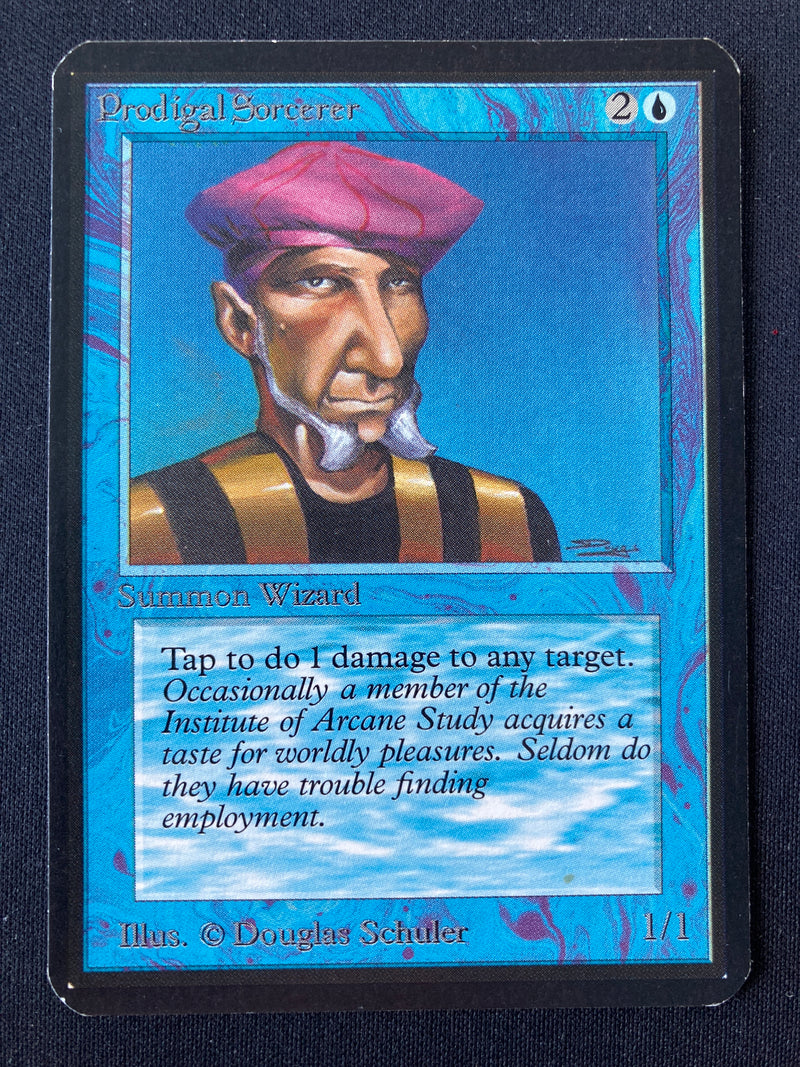 Prodigal Sorcerer 2
Summon Wizard
Tap to do 1 damage to any target.
Occasionally a member of the
Institute of Arcane Study acquires a
taste for worldly pleasures. Seldom do
they have trouble finding
employment.
Illus. © Douglas Schuler 1/1